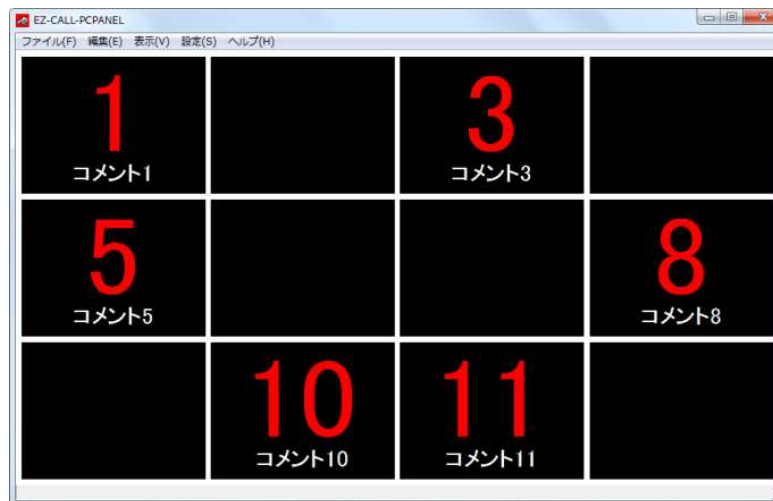 EZ-CALL-PCPANEL
ファイル(F) 編集(E) 表示(V) 設定(S) ヘルプ(H)
1
コメント1
3
コメント3
5
コメント5
8
コメント8
10
コメント10
11
コメント11